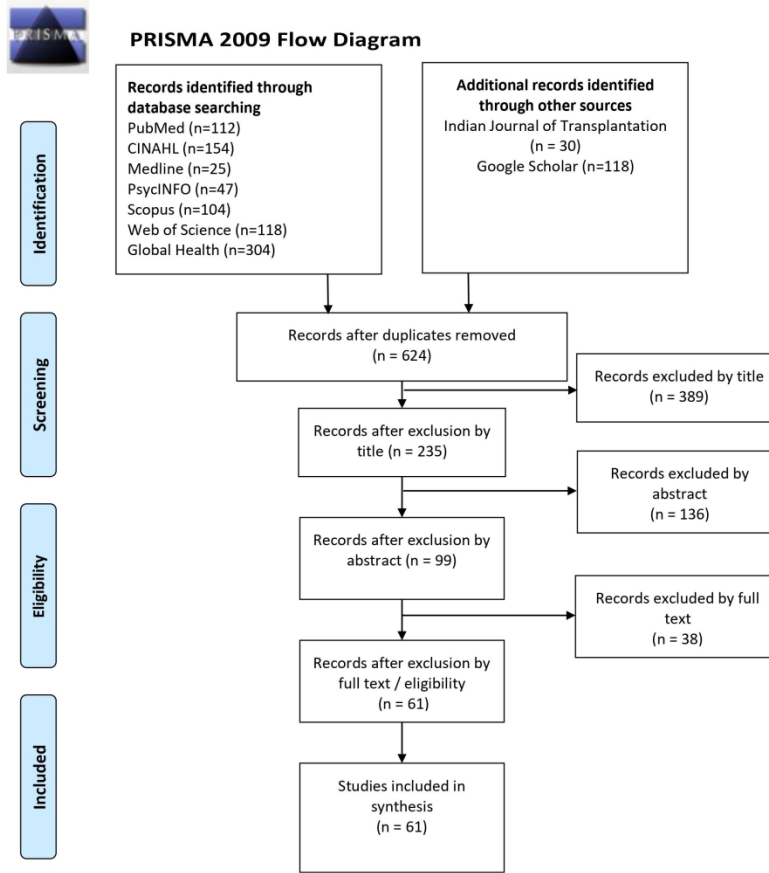 PRISMA
PRISMA 2009 Flow Diagram
Identification
Records identified through
database searching
PubMed (n=112)
CINAHL (n=154)
Medline (n=25)
PsycINFO (n=47)
Scopus (n=104)
Web of Science (n=118)
Global Health (n=304)
Additional records identified
through other sources
Indian Journal of Transplantation
(n = 30)
Google Scholar (n=118)
Screening
Records after duplicates removed
(n = 624)
Records excluded by title
(n = 389)
Records after exclusion by
title (n = 235)
Records excluded by
abstract
(n = 136)
Eligibility
Records after exclusion by
abstract (n = 99)
Records excluded by full
text
(n = 38)
Records after exclusion by
full text / eligibility
(n = 61)
Included
Studies included in
synthesis
(n = 61)